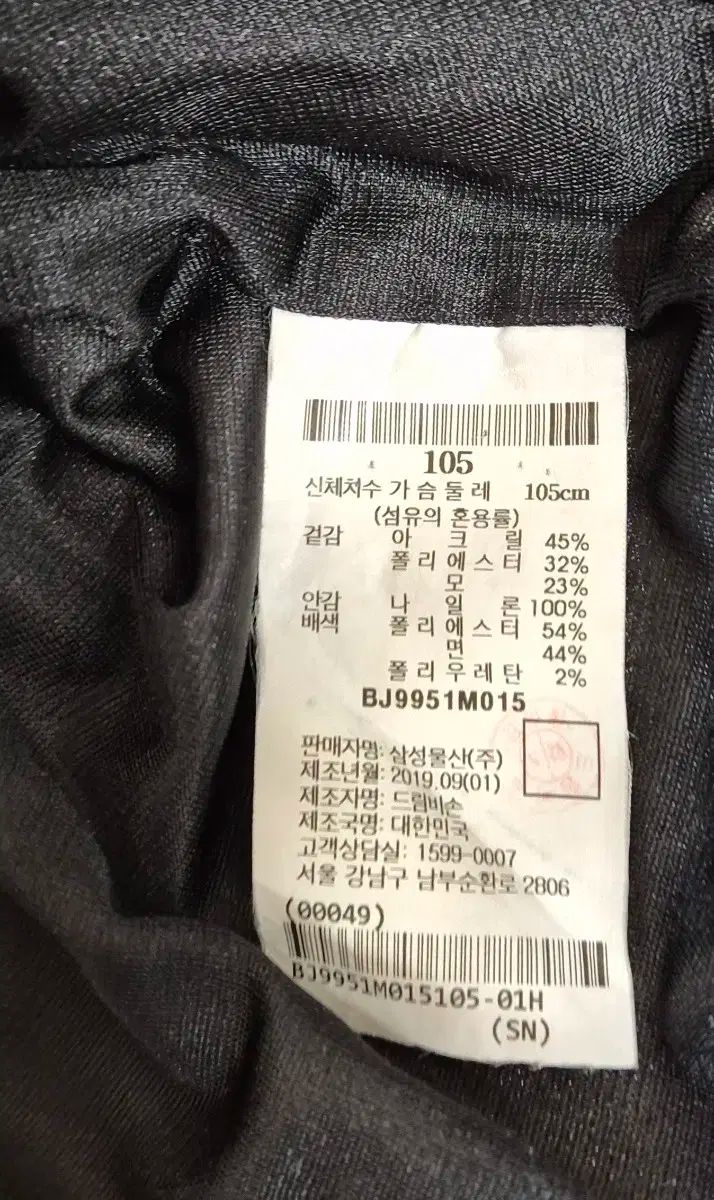 105
신체처수 가 슴 둘 레 105cm
(섬유의 혼용률)
겉감 아 크 릴 45%
폴 리 에 스 터 32%
모 23%
안감 나 일 론 100%
배색 폴 리 에 스 터 54%
면 44%
폴 리 우 레 탄 2%
BJ9951M015
판매자명: 삼성물산(주)
제조년월: 2019.09(01)
제조자명: 드림비손
제조국명: 대한민국
고객상담실: 1599-0007
서울 강남구 남부순환로 2806
(00049)
BJ9951M015105-01H
(SN)